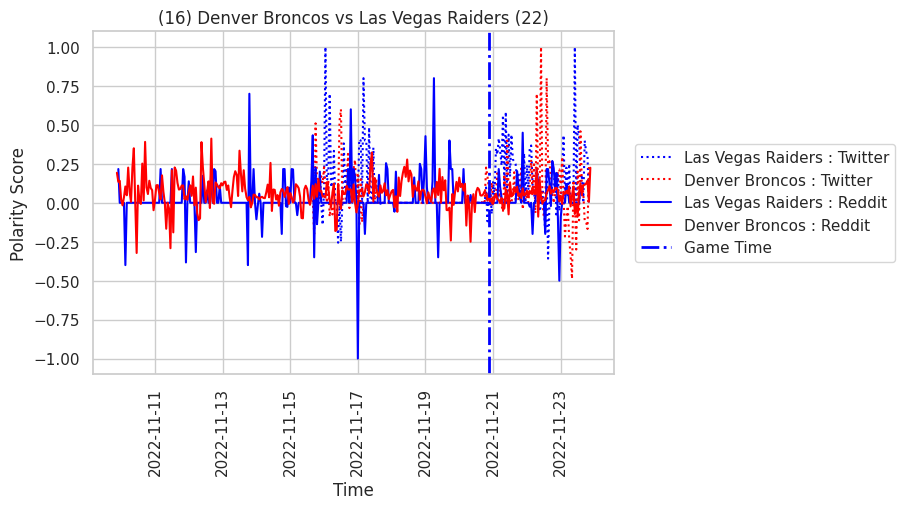 (16) Denver Broncos vs Las Vegas Raiders (22)
1.00
0.75
0.50
0.25
0.00
−0.25
−0.50
−0.75
−1.00
Polarity Score
2022-11-11
2022-11-13
2022-11-15
2022-11-17
2022-11-19
2022-11-21
2022-11-23
Time
Las Vegas Raiders : Twitter
Denver Broncos : Twitter
Las Vegas Raiders : Reddit
Denver Broncos : Reddit
Game Time